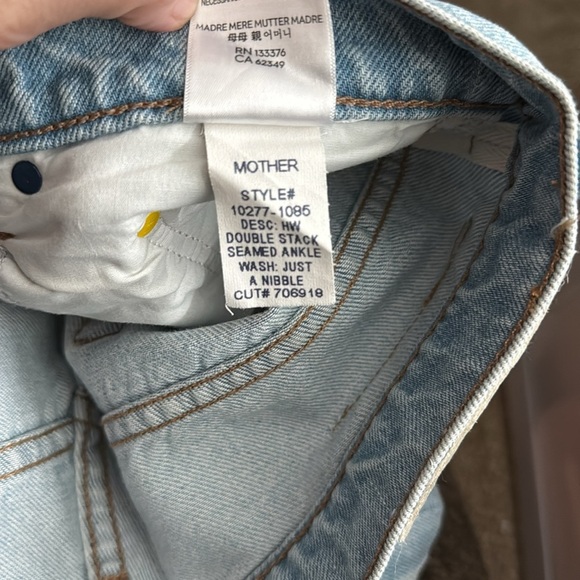 MADRE MERE MUTTER MADRE
母母 親 어머니
RN 133376
CA 62349
MOTHER
STYLE#
10277-1085
DESC: HW
DOUBLE STACK
SEAMED ANKLE
WASH: JUST
A NIBBLE
CUT# 706918